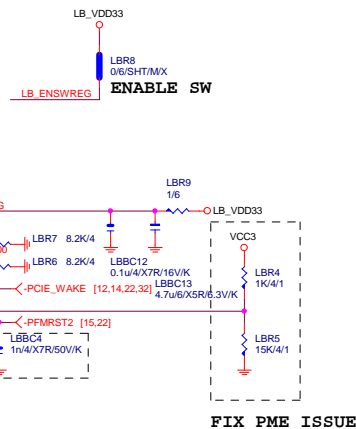 LB_VDD33
LBR8
0/6/SHT/M/X
LB_ENSWREG
ENABLE SW
G
LBR9
1/6
LB_VDD33
LBR7 8.2K/4
LBR6 8.2K/4
LBBC12
0.1u/4/X7R/16V/K
LBBC13
4.7u/6/X5R/6.3V/K
VCC3
LBR4
1K/4/1
-PCIE_WAKE [12,14,22,32]
-PFMRST2 [15,22]
LBBC4
1n/4/X7R/50V/K
LBR5
15K/4/1
FIX PME ISSUE